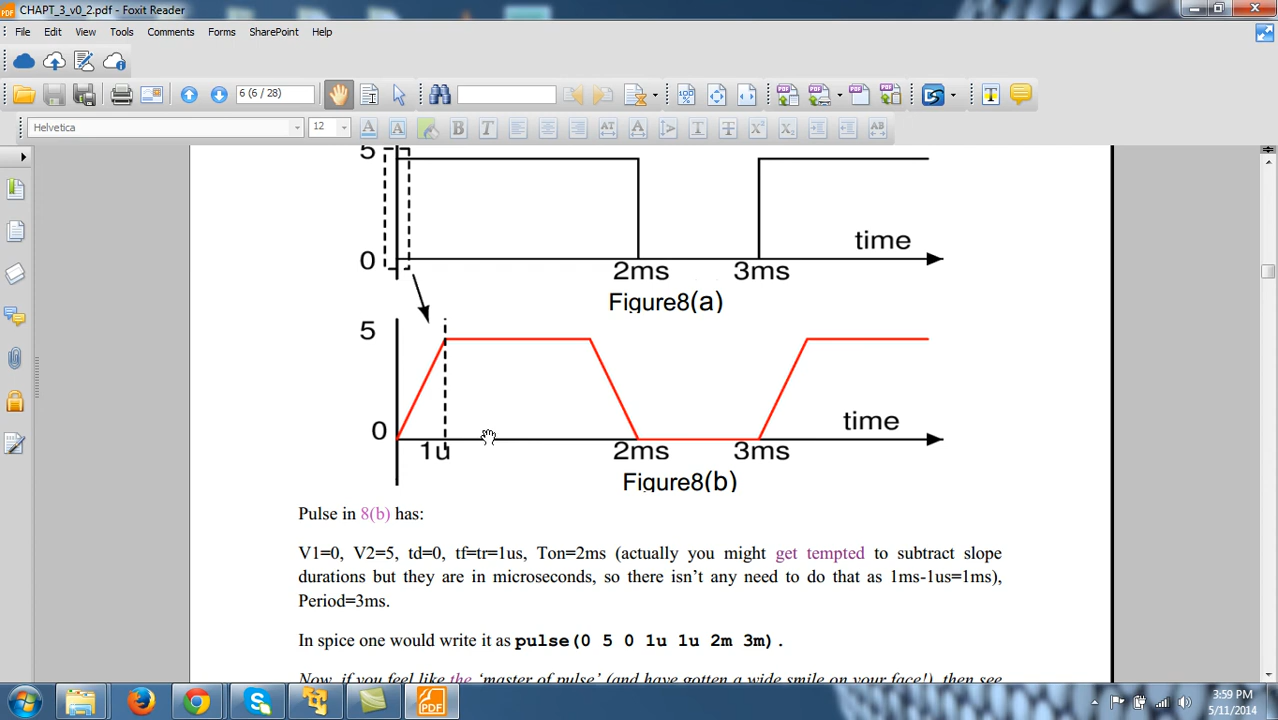 CHAPT_3_v0_2.pdf - Foxit Reader
File Edit View Tools Comments Forms SharePoint Help
6 (6 / 28)
Helvetica 12
5
0
time
2ms 3ms
Figure8(a)
5
0
time
1u 2ms 3ms
Figure8(b)
Pulse in 8(b) has:
V1=0, V2=5, td=0, tf=tr=1us, Ton=2ms (actually you might get tempted to subtract slope
durations but they are in microseconds, so there isn't any need to do that as 1ms-1us=1ms),
Period=3ms.
In spice one would write it as pulse(0 5 0 1u 1u 2m 3m).
Now, if you feel like the 'master of pulse' (and have gotten a wide smile on your face!), then see
3:59 PM
5/11/2014